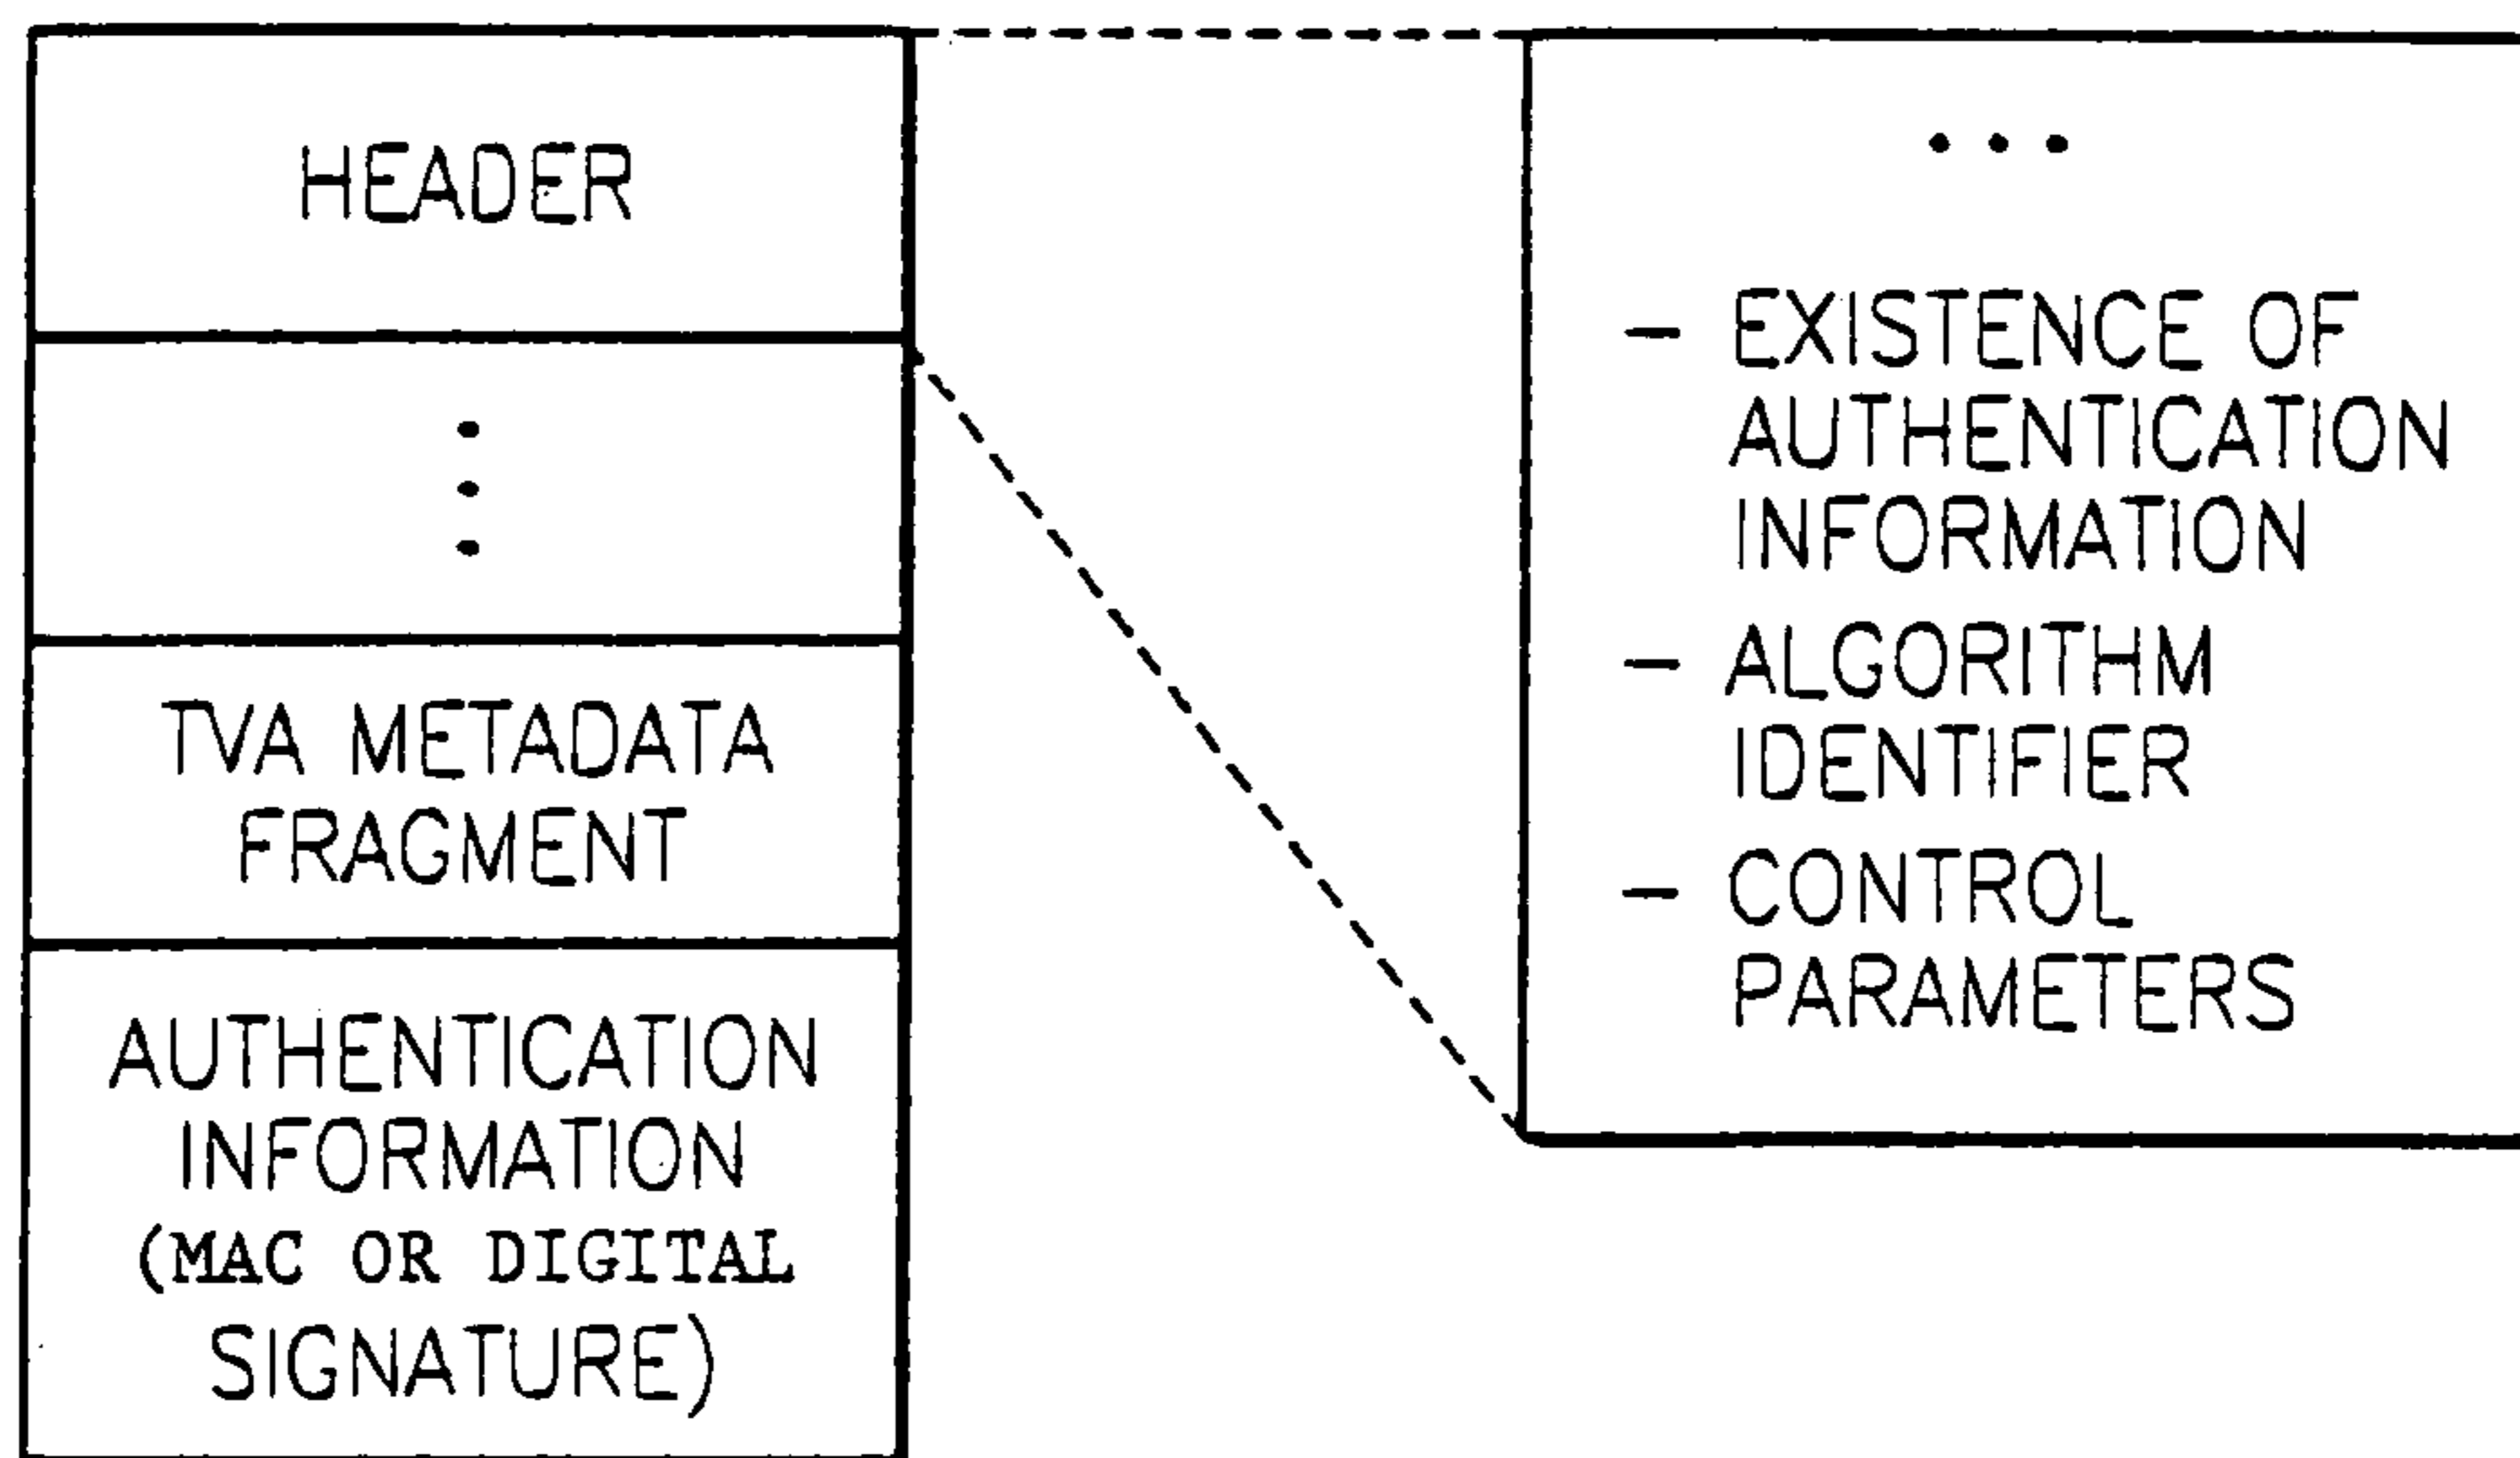 HEADER
TVA METADATA
FRAGMENT
AUTHENTICATION
INFORMATION
(MAC OR DIGITAL
SIGNATURE)
• • •
– EXISTENCE OF
AUTHENTICATION
INFORMATION
– ALGORITHM
IDENTIFIER
– CONTROL
PARAMETERS